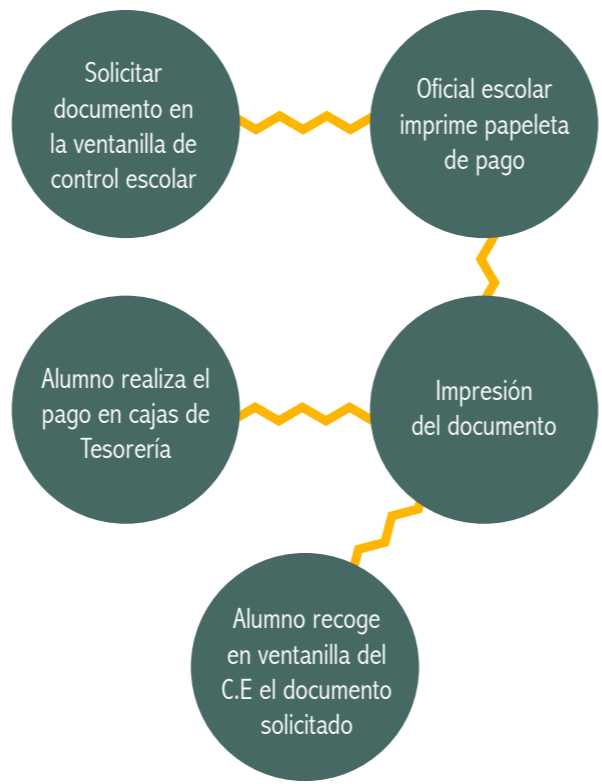 Solicitar
documento en
la ventanilla de
control escolar
Oficial escolar
imprime papeleta
de pago
Alumno realiza el
pago en cajas de
Tesorería
Impresión
del documento
Alumno recoge
en ventanilla del
C.E el documento
solicitado